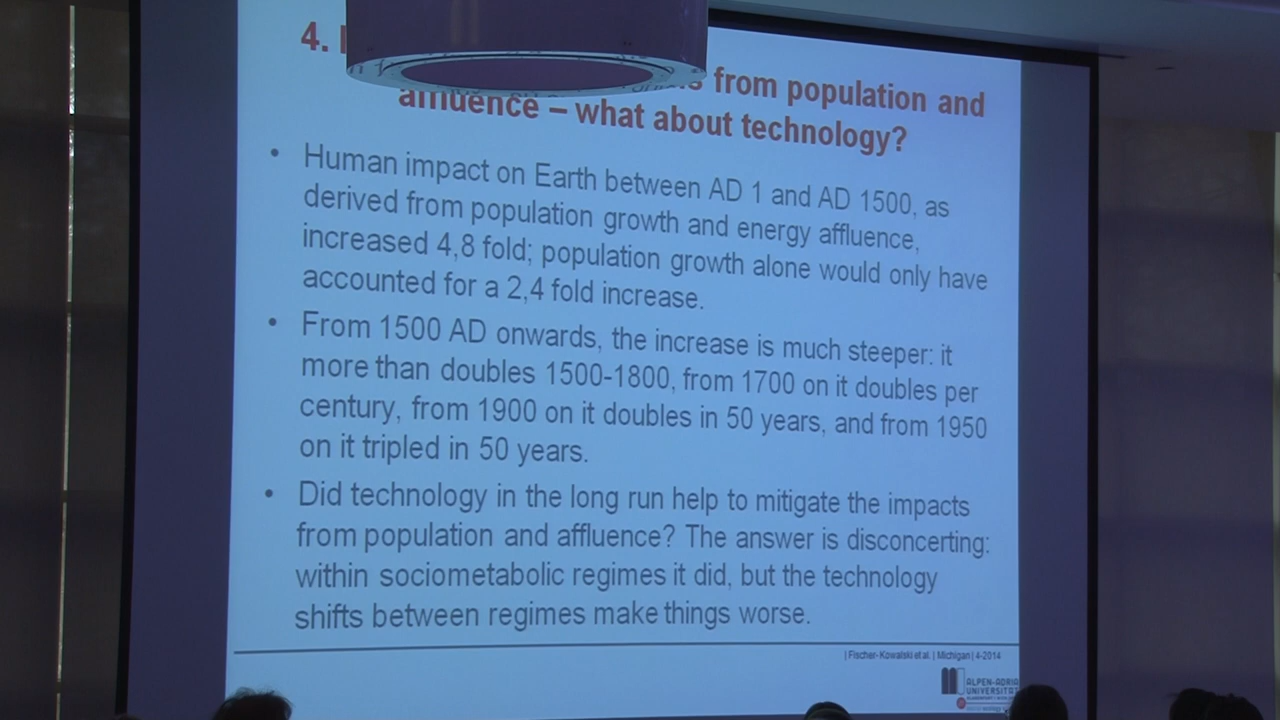 4.
from population and
affluence – what about technology?
• Human impact on Earth between AD 1 and AD 1500, as
derived from population growth and energy affluence,
increased 4,8 fold; population growth alone would only have
accounted for a 2,4 fold increase.
• From 1500 AD onwards, the increase is much steeper: it
more than doubles 1500-1800, from 1700 on it doubles per
century, from 1900 on it doubles in 50 years, and from 1950
on it tripled in 50 years.
• Did technology in the long run help to mitigate the impacts
from population and affluence? The answer is disconcerting:
within sociometabolic regimes it did, but the technology
shifts between regimes make things worse.
| Fischer-Kowalski et al. | Michigan | 4-2014
ALPEN-ADRIA
UNIVERSITÄT